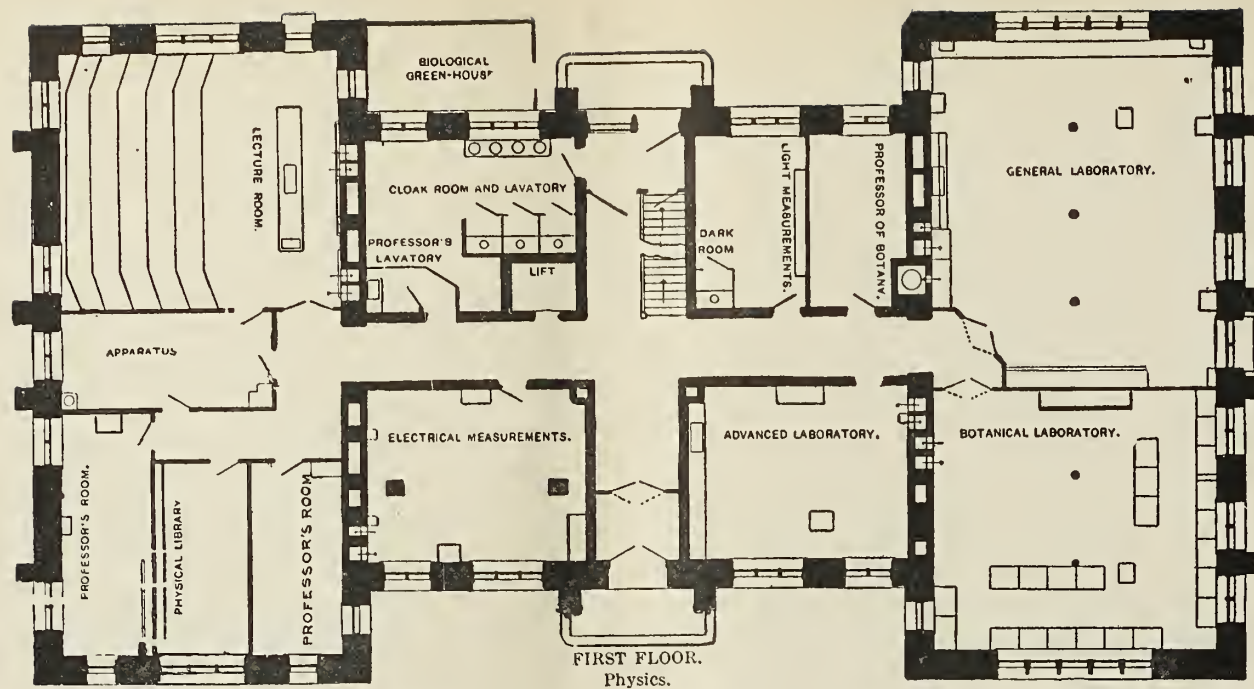 BIOLOGICAL
GREEN-HOUSE
LECTURE ROOM.
CLOAK ROOM AND LAVATORY
PROFESSOR'S
LAVATORY
LIFT
DARK
ROOM
LIGHT MEASUREMENTS.
PROFESSOR OF BOTANY.
GENERAL LABORATORY.
APPARATUS
ELECTRICAL MEASUREMENTS.
ADVANCED LABORATORY.
BOTANICAL LABORATORY.
PROFESSOR'S ROOM.
PHYSICAL LIBRARY
PROFESSOR'S ROOM
FIRST FLOOR.
Physics.